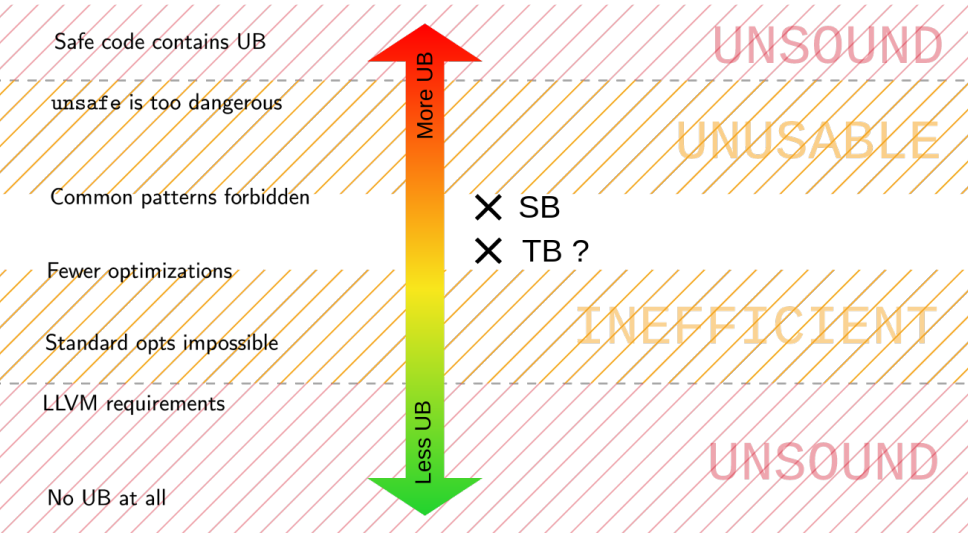 Safe code contains UB
UNSOUND
More UB
unsafe is too dangerous
UNUSABLE
Common patterns forbidden
SB
TB ?
Fewer optimizations
INEFFICIENT
Standard opts impossible
LLVM requirements
Less UB
UNSOUND
No UB at all